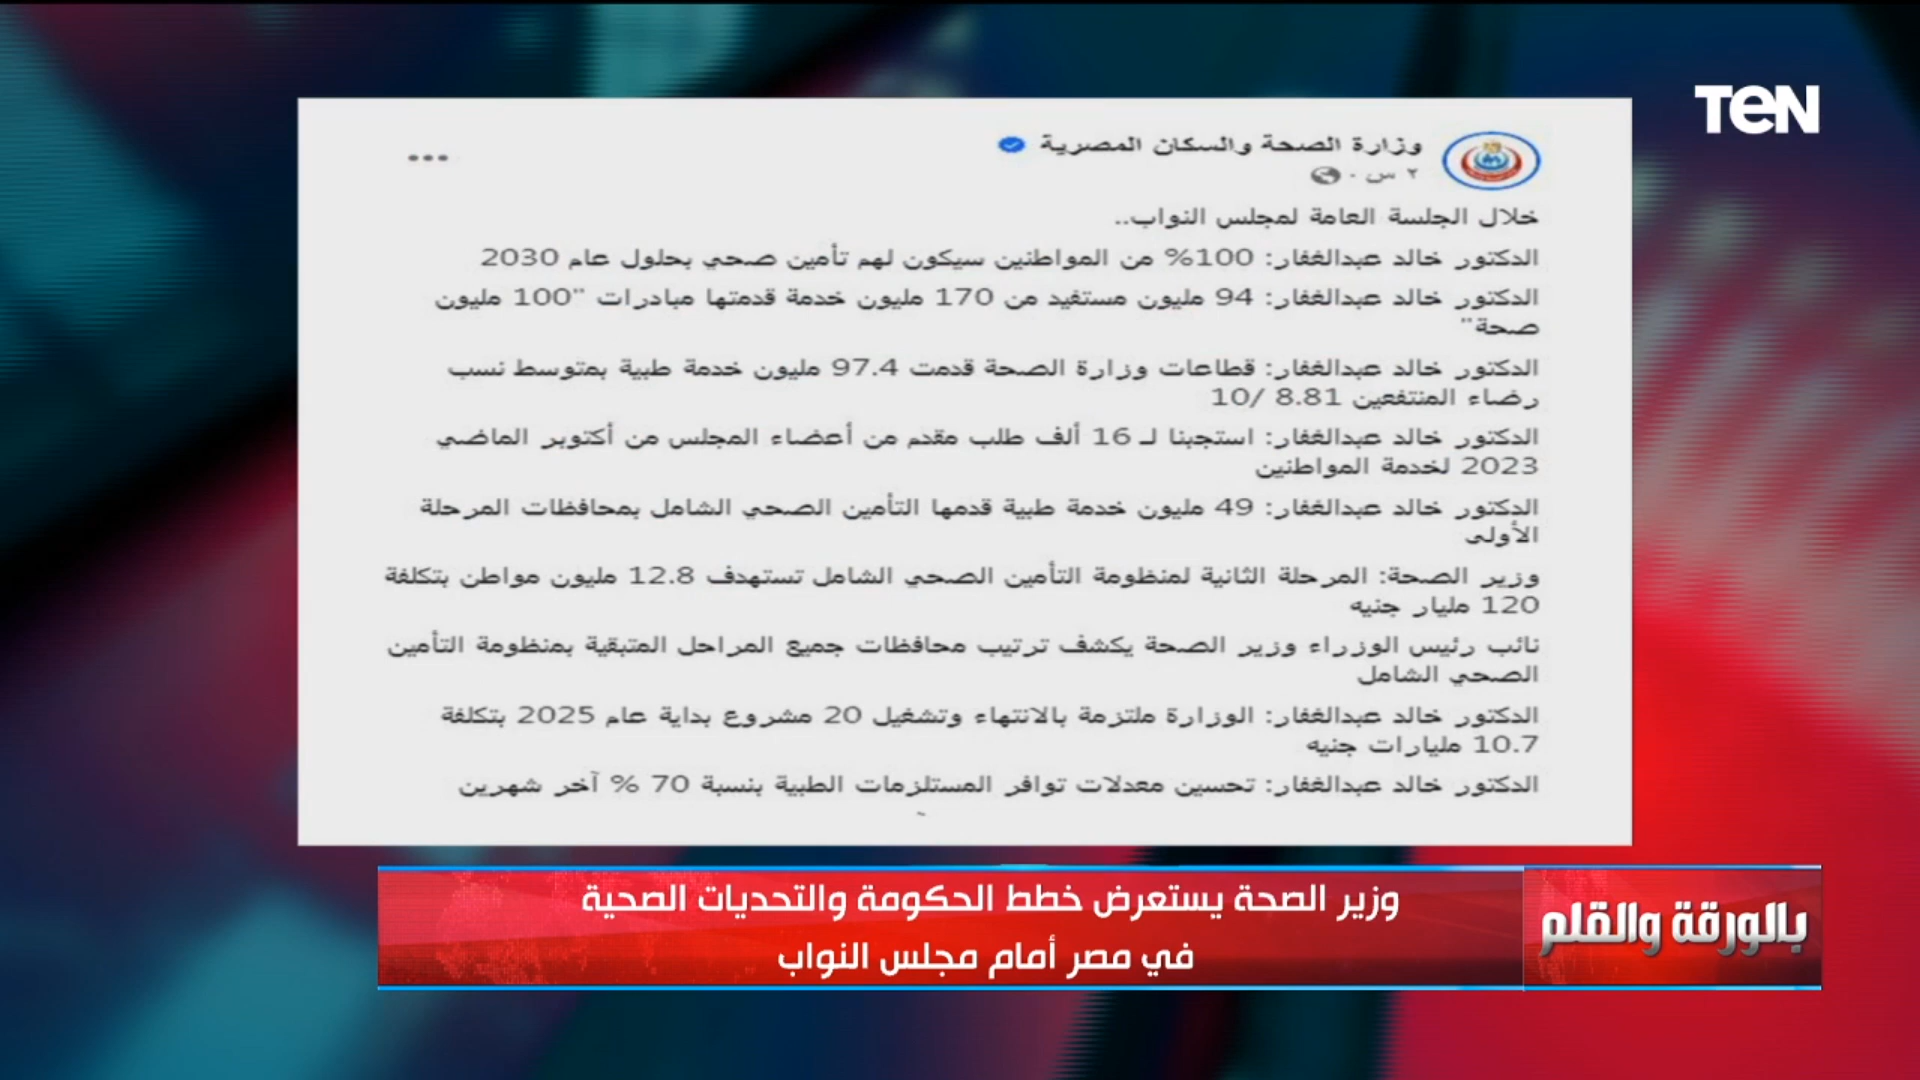 TeN
وزارة الصحة والسكان المصرية
٢ س ·
خلال الجلسة العامة لمجلس النواب..
الدكتور خالد عبدالغفار: 100% من المواطنين سيكون لهم تأمين صحي بحلول عام 2030
الدكتور خالد عبدالغفار: 94 مليون مستفيد من 170 مليون خدمة قدمتها مبادرات "100 مليون
صحة"
الدكتور خالد عبدالغفار: قطاعات وزارة الصحة قدمت 97.4 مليون خدمة طبية بمتوسط نسب
رضاء المنتفعين 8.81 /10
الدكتور خالد عبدالغفار: استجبنا لـ 16 ألف طلب مقدم من أعضاء المجلس من أكتوبر الماضي
2023 لخدمة المواطنين
الدكتور خالد عبدالغفار: 49 مليون خدمة طبية قدمها التأمين الصحي الشامل بمحافظات المرحلة
الأولى
وزير الصحة: المرحلة الثانية لمنظومة التأمين الصحي الشامل تستهدف 12.8 مليون مواطن بتكلفة
120 مليار جنيه
نائب رئيس الوزراء وزير الصحة يكشف ترتيب محافظات جميع المراحل المتبقية بمنظومة التأمين
الصحي الشامل
الدكتور خالد عبدالغفار: الوزارة ملتزمة بالانتهاء وتشغيل 20 مشروع بداية عام 2025 بتكلفة
10.7 مليارات جنيه
الدكتور خالد عبدالغفار: تحسين معدلات توافر المستلزمات الطبية بنسبة 70 % آخر شهرين
بالورقة والقلم
وزير الصحة يستعرض خطط الحكومة والتحديات الصحية
في مصر أمام مجلس النواب